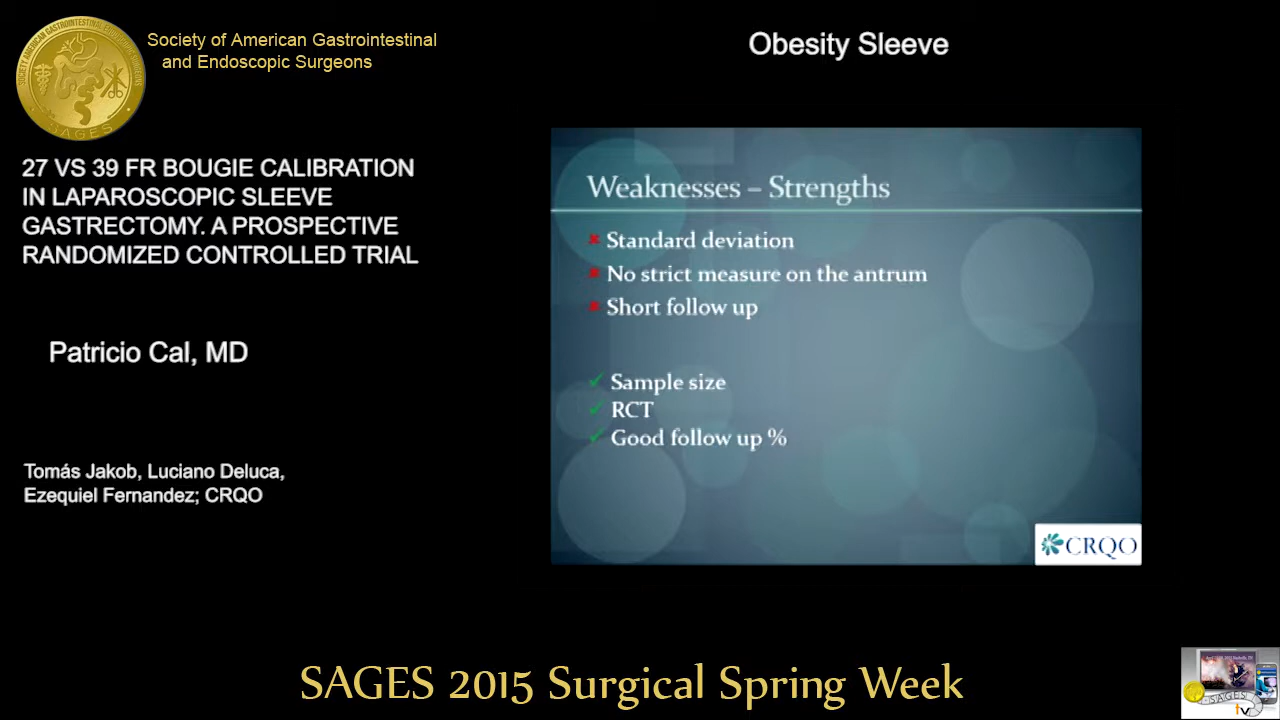 Society of American Gastrointestinal
and Endoscopic Surgeons
SAGES
Obesity Sleeve
27 VS 39 FR BOUGIE CALIBRATION
IN LAPAROSCOPIC SLEEVE
GASTRECTOMY. A PROSPECTIVE
RANDOMIZED CONTROLLED TRIAL
Patricio Cal, MD
Tomás Jakob, Luciano Deluca,
Ezequiel Fernandez; CRQO
Weaknesses – Strengths
Standard deviation
No strict measure on the antrum
Short follow up
Sample size
RCT
Good follow up %
CRQO
SAGES 2015 Surgical Spring Week
SAGES
tv